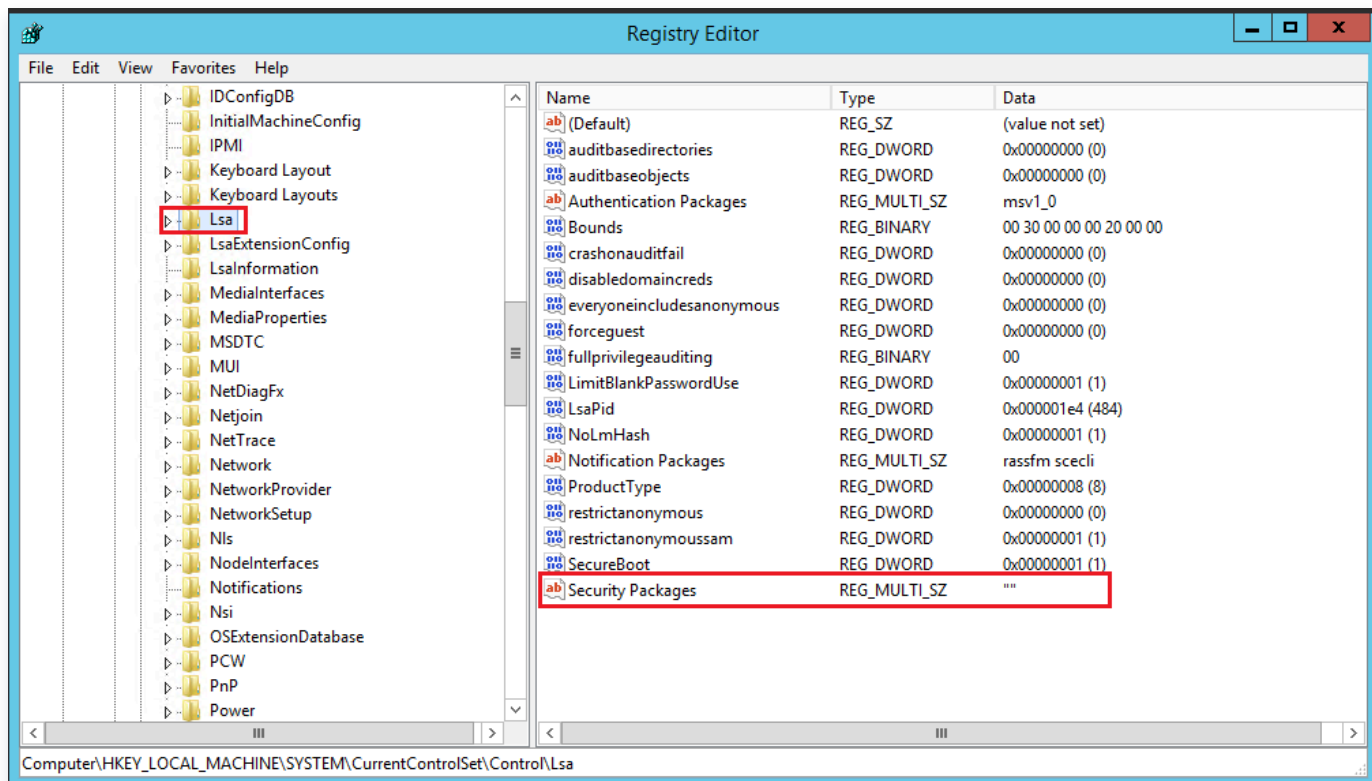 Registry Editor
File Edit View Favorites Help
IDConfigDB
InitialMachineConfig
IPMI
Keyboard Layout
Keyboard Layouts
Lsa
LsaExtensionConfig
LsaInformation
MediaInterfaces
MediaProperties
MSDTC
MUI
NetDiagFx
Netjoin
NetTrace
Network
NetworkProvider
NetworkSetup
Nls
NodeInterfaces
Notifications
Nsi
OSExtensionDatabase
PCW
PnP
Power
Name Type Data
(Default) REG_SZ (value not set)
auditbasedirectories REG_DWORD 0x00000000 (0)
auditbaseobjects REG_DWORD 0x00000000 (0)
Authentication Packages REG_MULTI_SZ msv1_0
Bounds REG_BINARY 00 30 00 00 00 20 00 00
crashonauditfail REG_DWORD 0x00000000 (0)
disabledomaincreds REG_DWORD 0x00000000 (0)
everyoneincludesanonymous REG_DWORD 0x00000000 (0)
forceguest REG_DWORD 0x00000000 (0)
fullprivilegeauditing REG_BINARY 00
LimitBlankPasswordUse REG_DWORD 0x00000001 (1)
LsaPid REG_DWORD 0x000001e4 (484)
NoLmHash REG_DWORD 0x00000001 (1)
Notification Packages REG_MULTI_SZ rassfm scecli
ProductType REG_DWORD 0x00000008 (8)
restrictanonymous REG_DWORD 0x00000000 (0)
restrictanonymoussam REG_DWORD 0x00000001 (1)
SecureBoot REG_DWORD 0x00000001 (1)
Security Packages REG_MULTI_SZ ""
Computer\HKEY_LOCAL_MACHINE\SYSTEM\CurrentControlSet\Control\Lsa